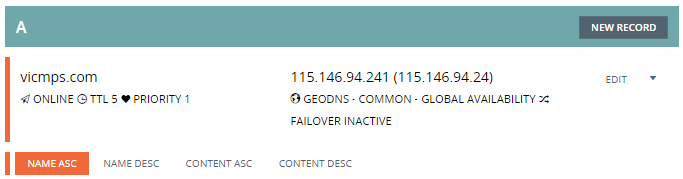 A
NEW RECORD
vicmps.com
115.146.94.241 (115.146.94.24)
EDIT
ONLINE TTL 5 PRIORITY 1
GEODNS - COMMON - GLOBAL AVAILABILITY
FAILOVER INACTIVE
NAME ASC NAME DESC CONTENT ASC CONTENT DESC